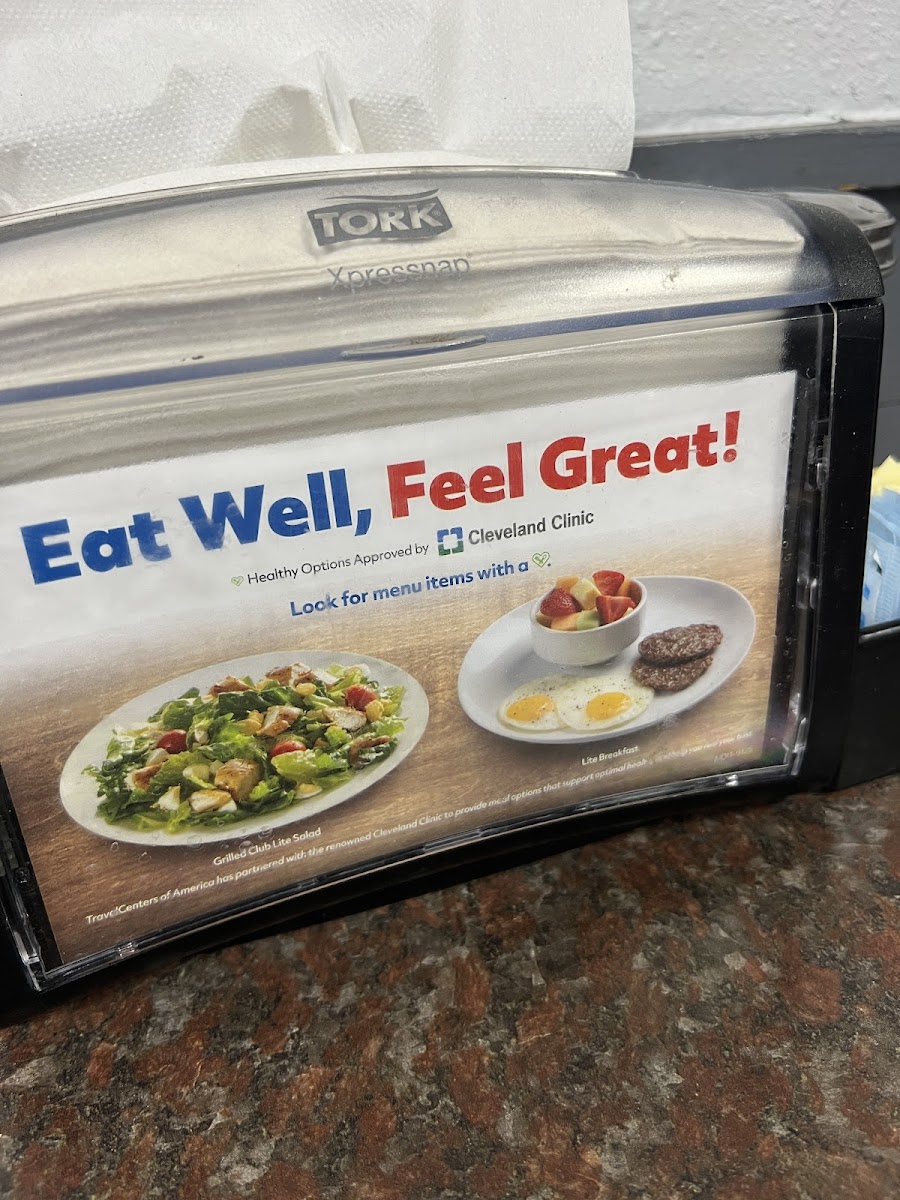 TORK
Xpressnap
Eat Well, Feel Great!
Healthy Options Approved by Cleveland Clinic
Look for menu items with a
Lite Breakfast
Grilled Club Lite Salad
TravelCenters of America has partnered with the renowned Cleveland Clinic to provide meal options that support optimal health